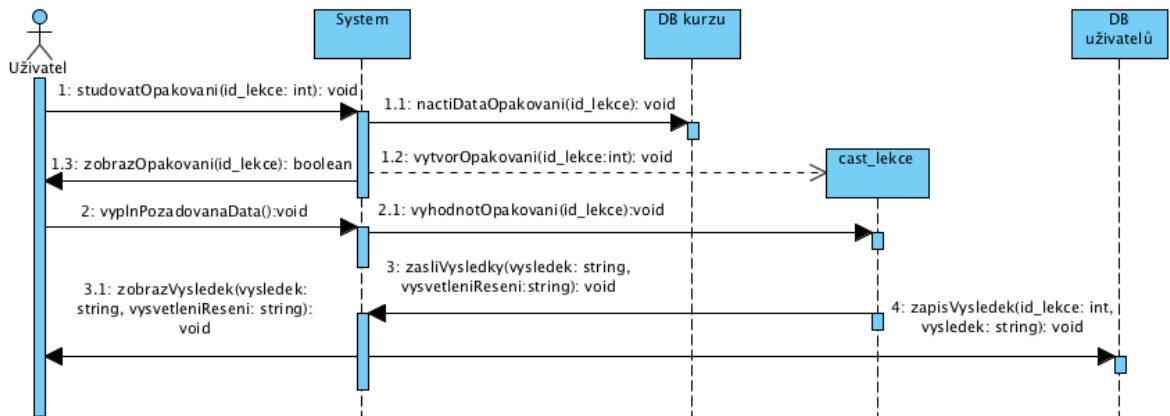 System
DB kurzu
DB
uživatelů
Uživatel
1: studovatOpakovani(id_lekce: int): void
1.1: nactiDataOpakovani(id_lekce): void
1.2: vytvorOpakovani(id_lekce:int): void
cast_lekce
1.3: zobrazOpakovani(id_lekce): boolean
2: vyplnPozadovanaData():void
2.1: vyhodnotOpakovani(id_lekce):void
3: zasliVysledky(vysledek: string,
vysvetleniReseni:string): void
3.1: zobrazVysledek(vysledek:
string, vysvetleniReseni: string):
void
4: zapisVysledek(id_lekce: int,
vysledek: string): void